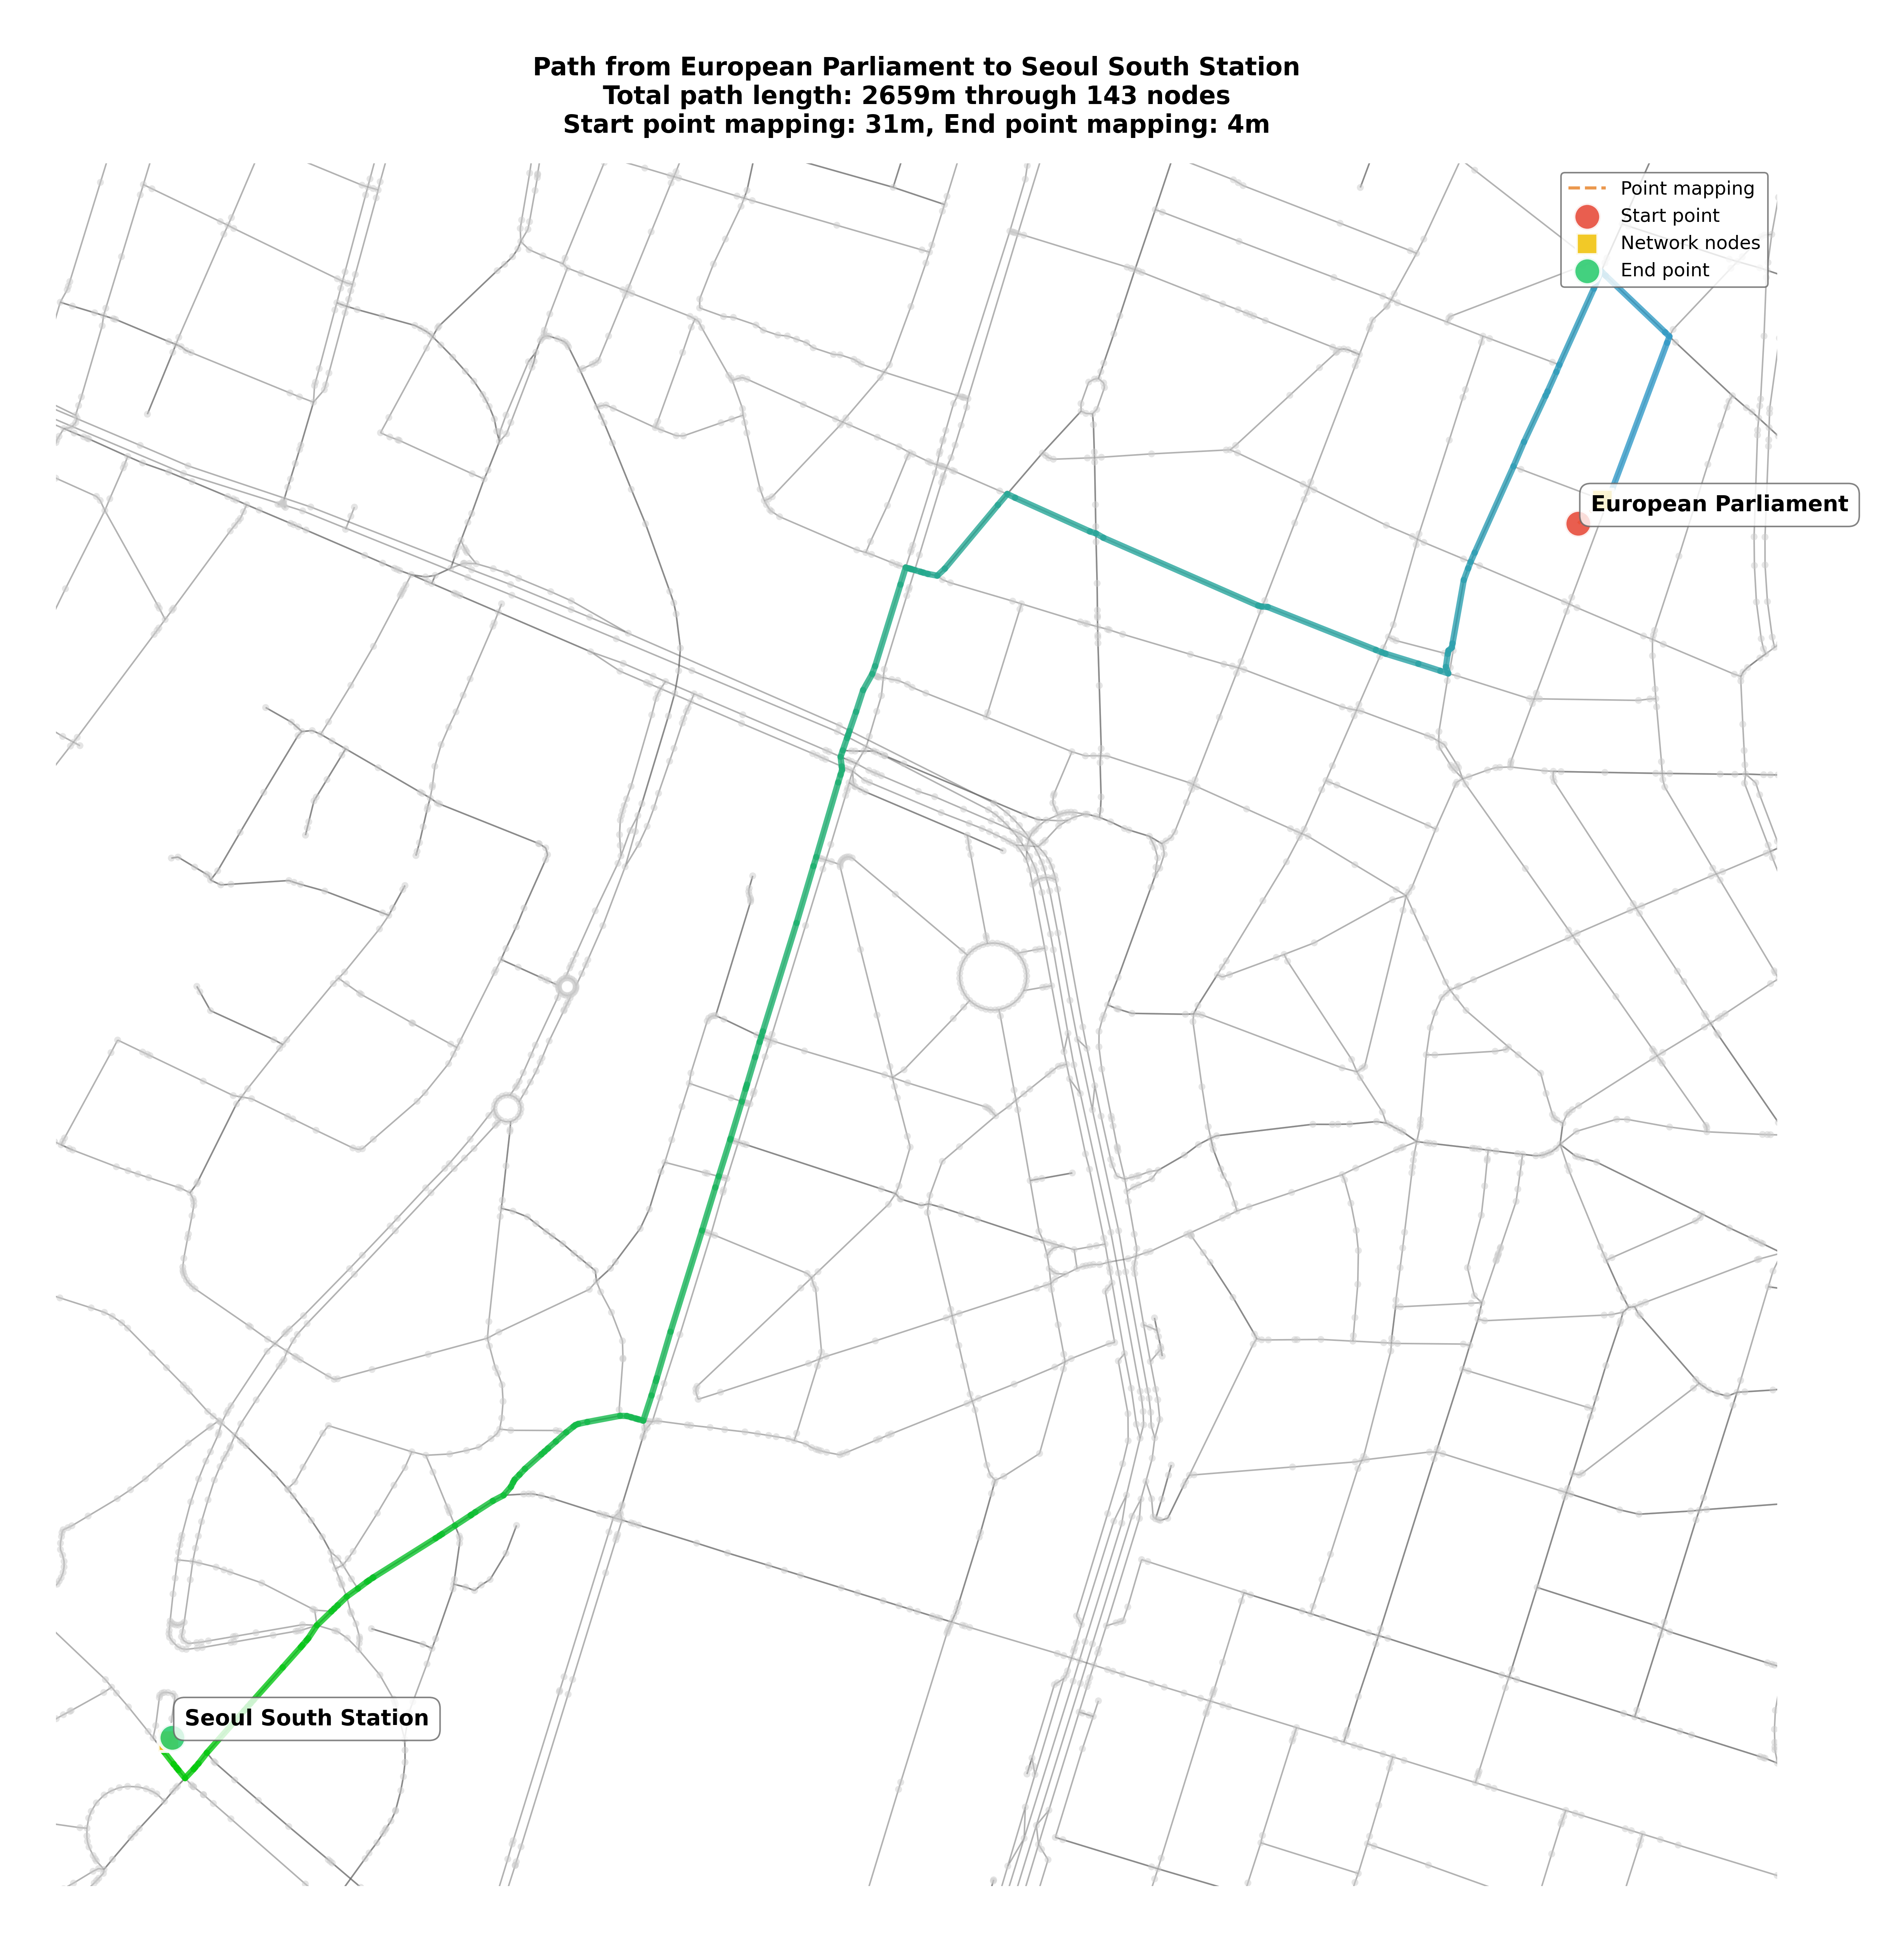 Path from European Parliament to Seoul South Station
Total path length: 2659m through 143 nodes
Start point mapping: 31m, End point mapping: 4m
Point mapping
Start point
Network nodes
End point
European Parliament
Seoul South Station